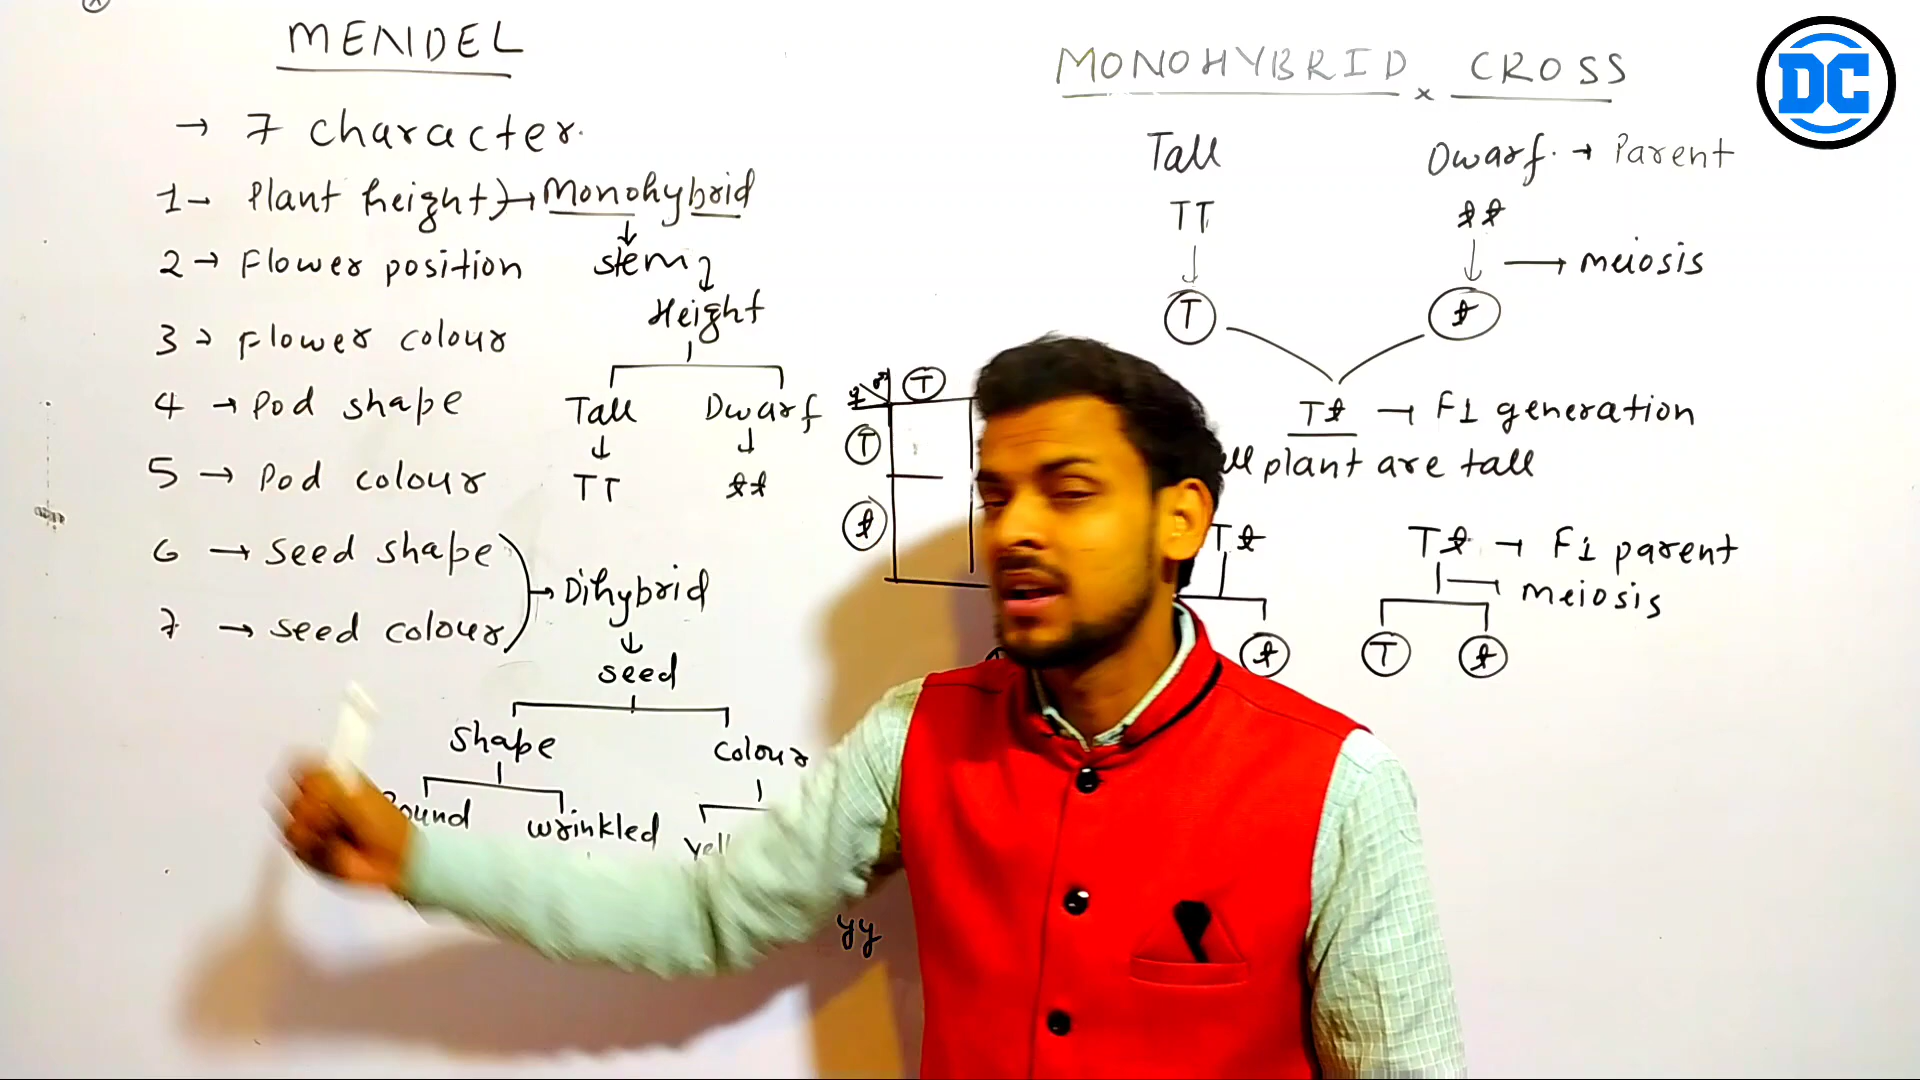 MENDEL
→ 7 character.
1→ Plant height → Monohybrid
↓
2 → Flower position stem
Height
3 → Flower colour
4 → Pod shape Tall Dwarf
↓ ↓
5 → Pod colour TT tt
6 → Seed shape
→ Dihybrid
7 → seed colour
↓
seed
shape colour
wrinkled
yy
MONOHYBRID × CROSS
Tall Dwarf. → Parent
TT tt
↓ ↓ → meiosis
T t
Tt → F1 generation
plant are tall
Tt Tt → F1 parent
meiosis
t T t
♀ ♂ T
T
t
DC